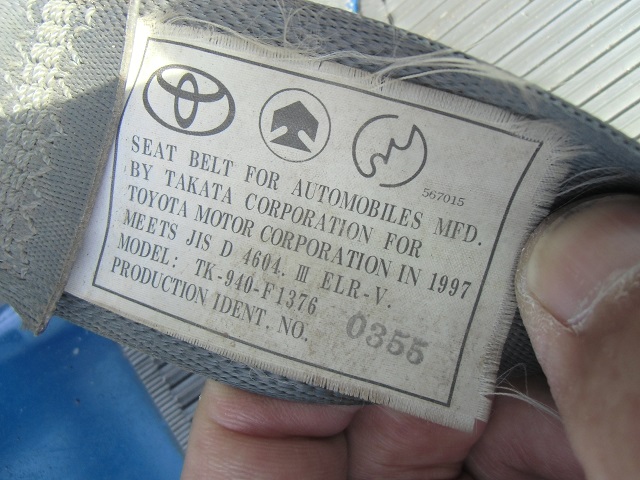 567015
SEAT BELT FOR AUTOMOBILES MFD.
BY TAKATA CORPORATION FOR
TOYOTA MOTOR CORPORATION IN 1997
MEETS JIS D 4604. III ELR-V.
MODEL: TK-940-F1376
PRODUCTION IDENT. NO. 0355